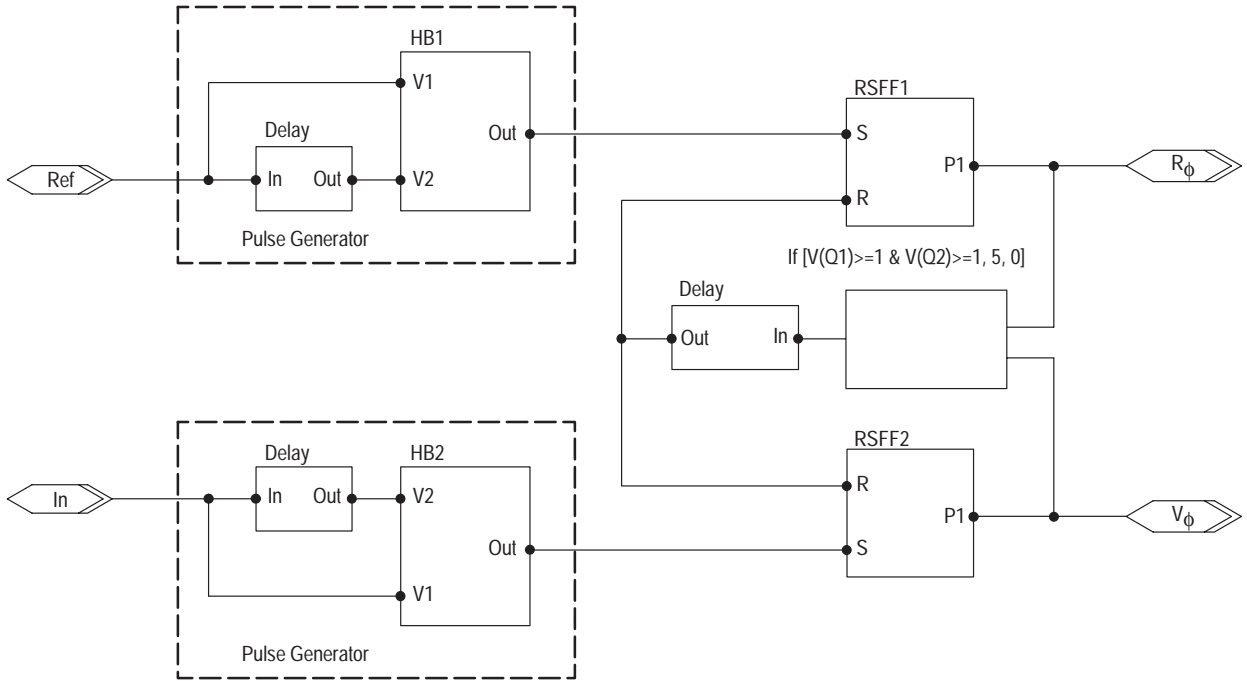 HB1
V1
Delay
Out
Ref
In Out
V2
Pulse Generator
RSFF1
S
P1
R
Rϕ
If [V(Q1)>=1 & V(Q2)>=1, 5, 0]
Delay
Out In
Delay
HB2
In
In Out
V2
Out
V1
Pulse Generator
RSFF2
R
P1
S
Vϕ